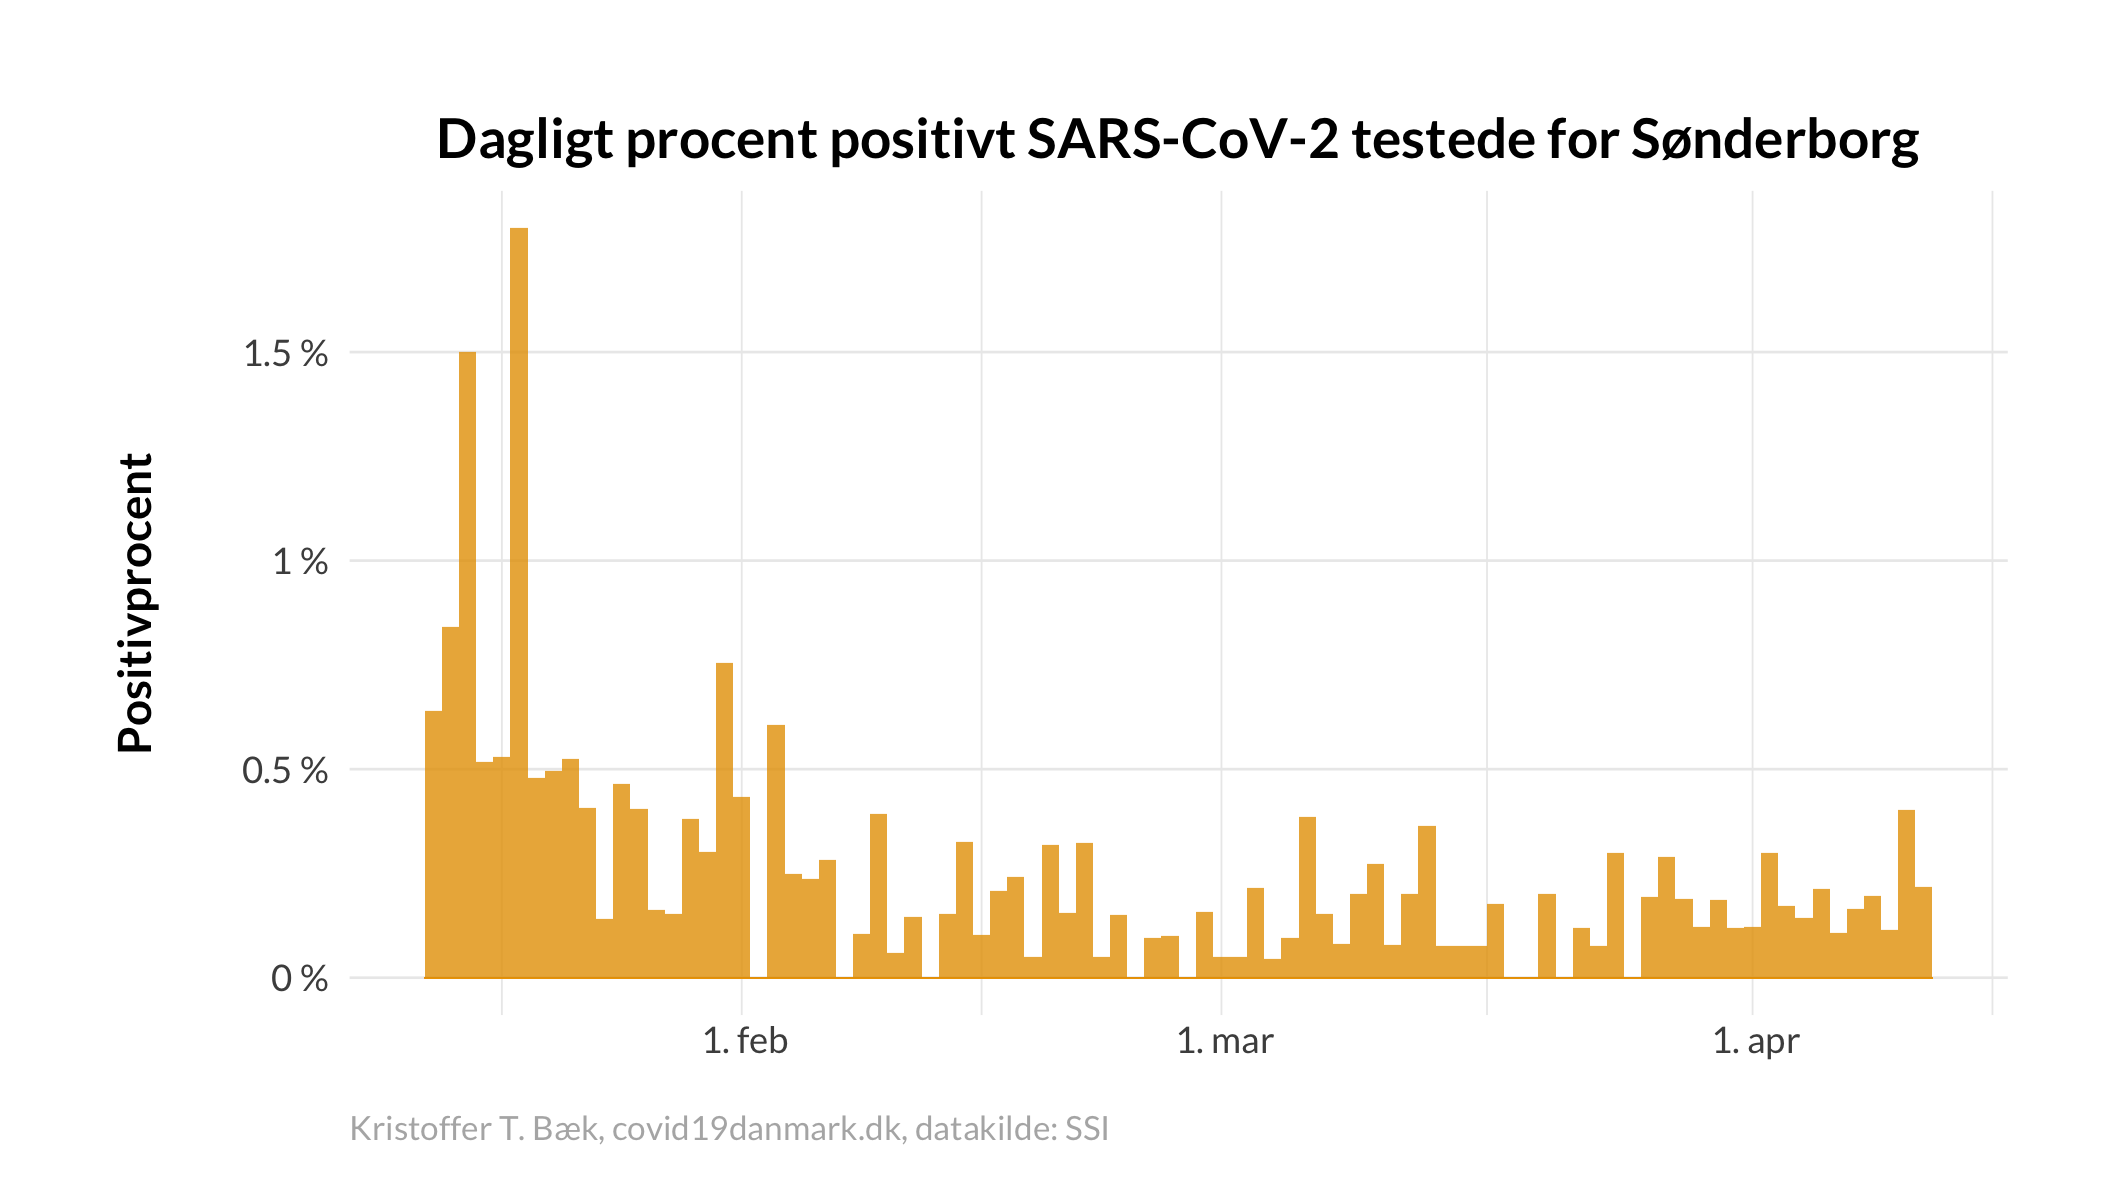 Dagligt procent positivt SARS-CoV-2 testede for Sønderborg
Positivprocent
1.5 %
1 %
0.5 %
0 %
1. feb
1. mar
1. apr
Kristoffer T. Bæk, covid19danmark.dk, datakilde: SSI